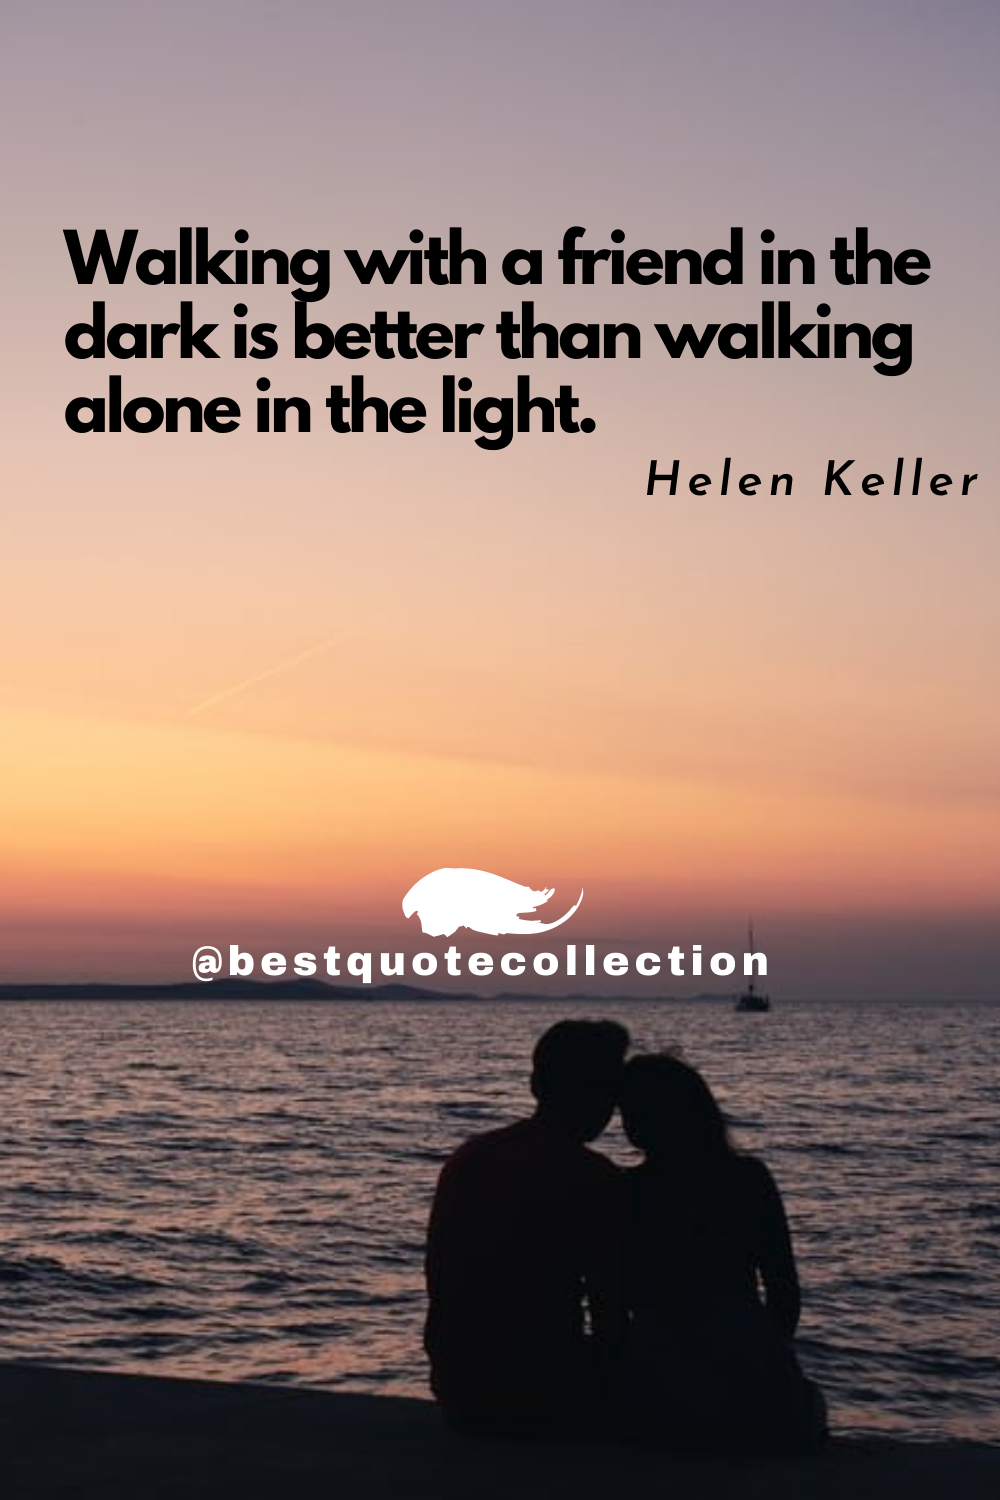 Walking with a friend in the
dark is better than walking
alone in the light.
Helen Keller
@bestquotecollection